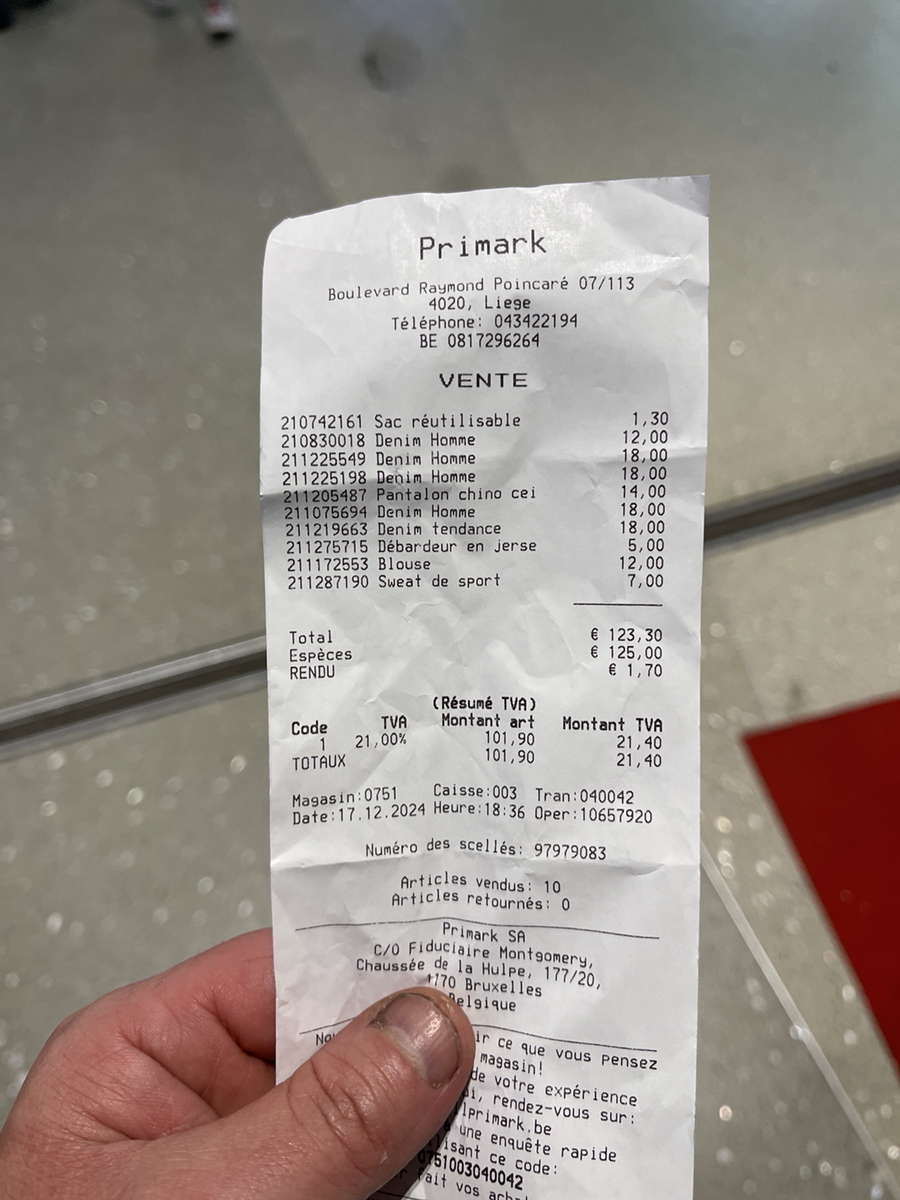 Primark
Boulevard Raymond Poincaré 07/113
4020, Liege
Téléphone: 043422194
BE 0817296264
VENTE
210742161 Sac réutilisable 1,30
210830018 Denim Homme 12,00
211225549 Denim Homme 18,00
211225198 Denim Homme 18,00
211205487 Pantalon chino cei 14,00
211075694 Denim Homme 18,00
211219663 Denim tendance 18,00
211275715 Débardeur en jerse 5,00
211172553 Blouse 12,00
211287190 Sweat de sport 7,00
Total € 123,30
Espèces € 125,00
RENDU € 1,70
(Résumé TVA)
Code TVA Montant art Montant TVA
1 21,00% 101,90 21,40
TOTAUX 101,90 21,40
Magasin:0751 Caisse:003 Tran:040042
Date:17.12.2024 Heure:18:36 Oper:10657920
Numéro des scellés: 97979083
Articles vendus: 10
Articles retournés: 0
Primark SA
C/O Fiduciaire Montgomery,
Chaussée de la Hulpe, 177/20,
1170 Bruxelles
Belgique
ce que vous pensez
magasin!
de votre expérience
rendez-vous sur:
primark.be
une enquête rapide
ce code:
0751003040042
fait vos